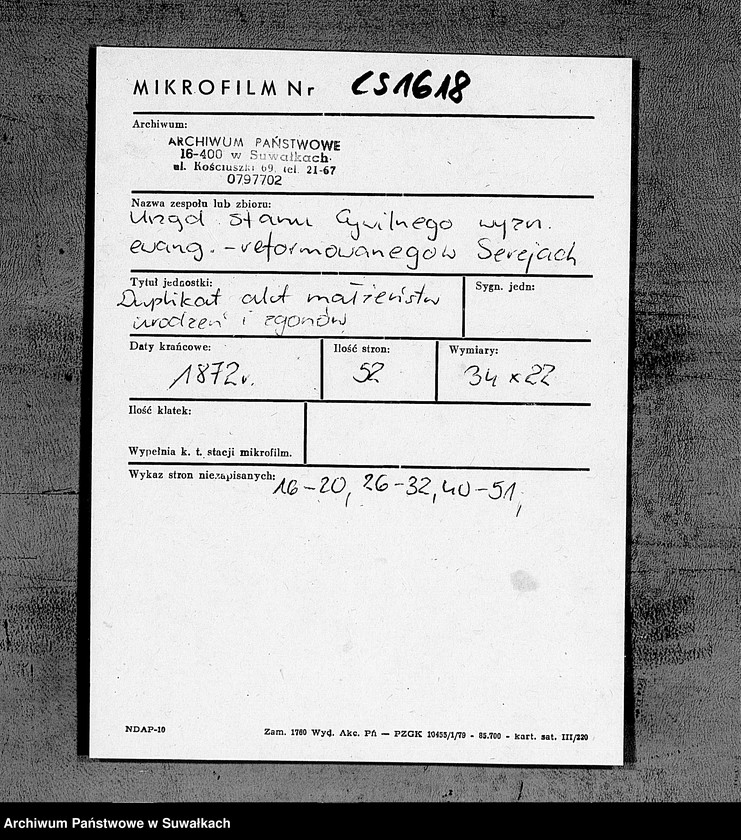 MIKROFILM Nr CS1618
Archiwum:
ARCHIWUM PAŃSTWOWE
16-400 w Suwałkach
ul. Kościuszki 69, tel. 21-67
0797702
Nazwa zespołu lub zbioru:
Urząd stanu Cywilnego wyzn.
ewang. - reformowanego w Serejach
Tytuł jednostki:
Duplikat akt małżeństw
urodzeń i zgonów
Sygn. jedn:
Daty krańcowe:
1872r.
Ilość stron:
52
Wymiary:
34 x 22
Ilość klatek:
Wypełnia k. t. stacji mikrofilm.
Wykaz stron niezapisanych: 16-20, 26-32, 40-51,
NDAP-10
Zam. 1760 Wyd. Akc. Pń — PZGK 10455/1/79 - 85.700 - kart. sat. III/220
Archiwum Państwowe w Suwałkach